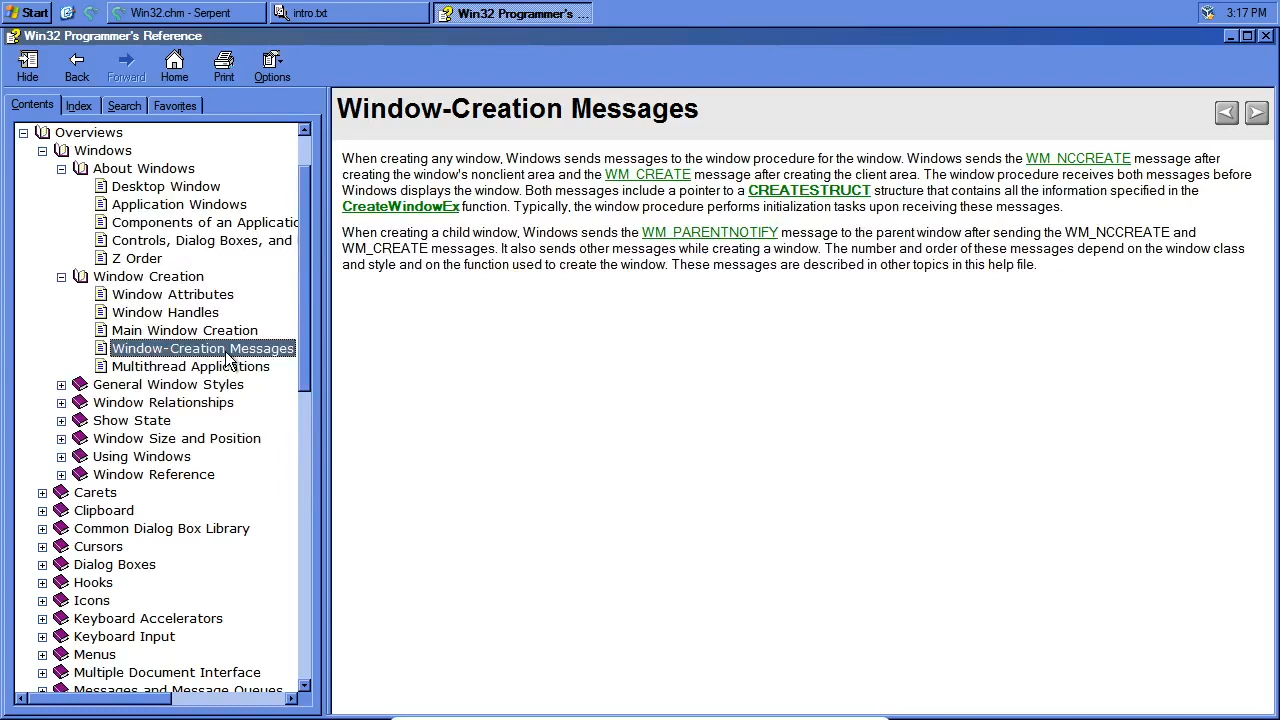 Start
Win32.chm - Serpent
intro.txt
Win32 Programmer's ...
3:17 PM
Win32 Programmer's Reference
Hide
Back
Forward
Home
Print
Options
Contents
Index
Search
Favorites
Overviews
Windows
About Windows
Desktop Window
Application Windows
Components of an Applicatio
Controls, Dialog Boxes, and
Z Order
Window Creation
Window Attributes
Window Handles
Main Window Creation
Window-Creation Messages
Multithread Applications
General Window Styles
Window Relationships
Show State
Window Size and Position
Using Windows
Window Reference
Carets
Clipboard
Common Dialog Box Library
Cursors
Dialog Boxes
Hooks
Icons
Keyboard Accelerators
Keyboard Input
Menus
Multiple Document Interface
Messages and Message Queues
Window-Creation Messages
When creating any window, Windows sends messages to the window procedure for the window. Windows sends the WM_NCCREATE message after
creating the window's nonclient area and the WM_CREATE message after creating the client area. The window procedure receives both messages before
Windows displays the window. Both messages include a pointer to a CREATESTRUCT structure that contains all the information specified in the
CreateWindowEx function. Typically, the window procedure performs initialization tasks upon receiving these messages.
When creating a child window, Windows sends the WM_PARENTNOTIFY message to the parent window after sending the WM_NCCREATE and
WM_CREATE messages. It also sends other messages while creating a window. The number and order of these messages depend on the window class
and style and on the function used to create the window. These messages are described in other topics in this help file.